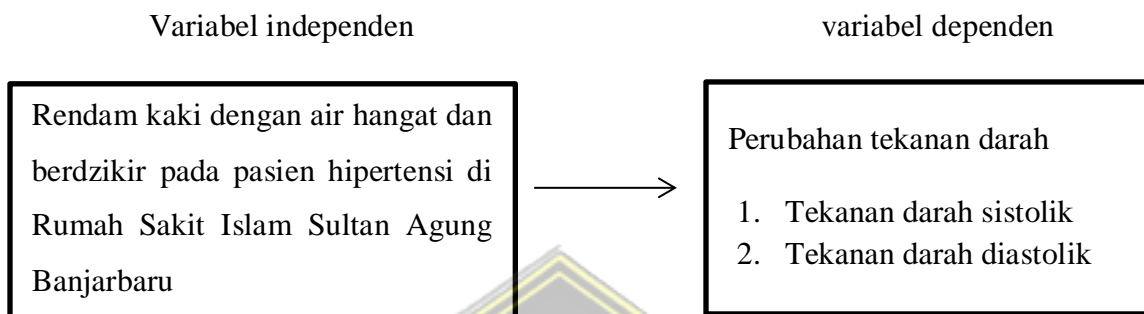 Variabel independen
variabel dependen
Rendam kaki dengan air hangat dan
berdzikir pada pasien hipertensi di
Rumah Sakit Islam Sultan Agung
Banjarbaru
Perubahan tekanan darah
1. Tekanan darah sistolik
2. Tekanan darah diastolik